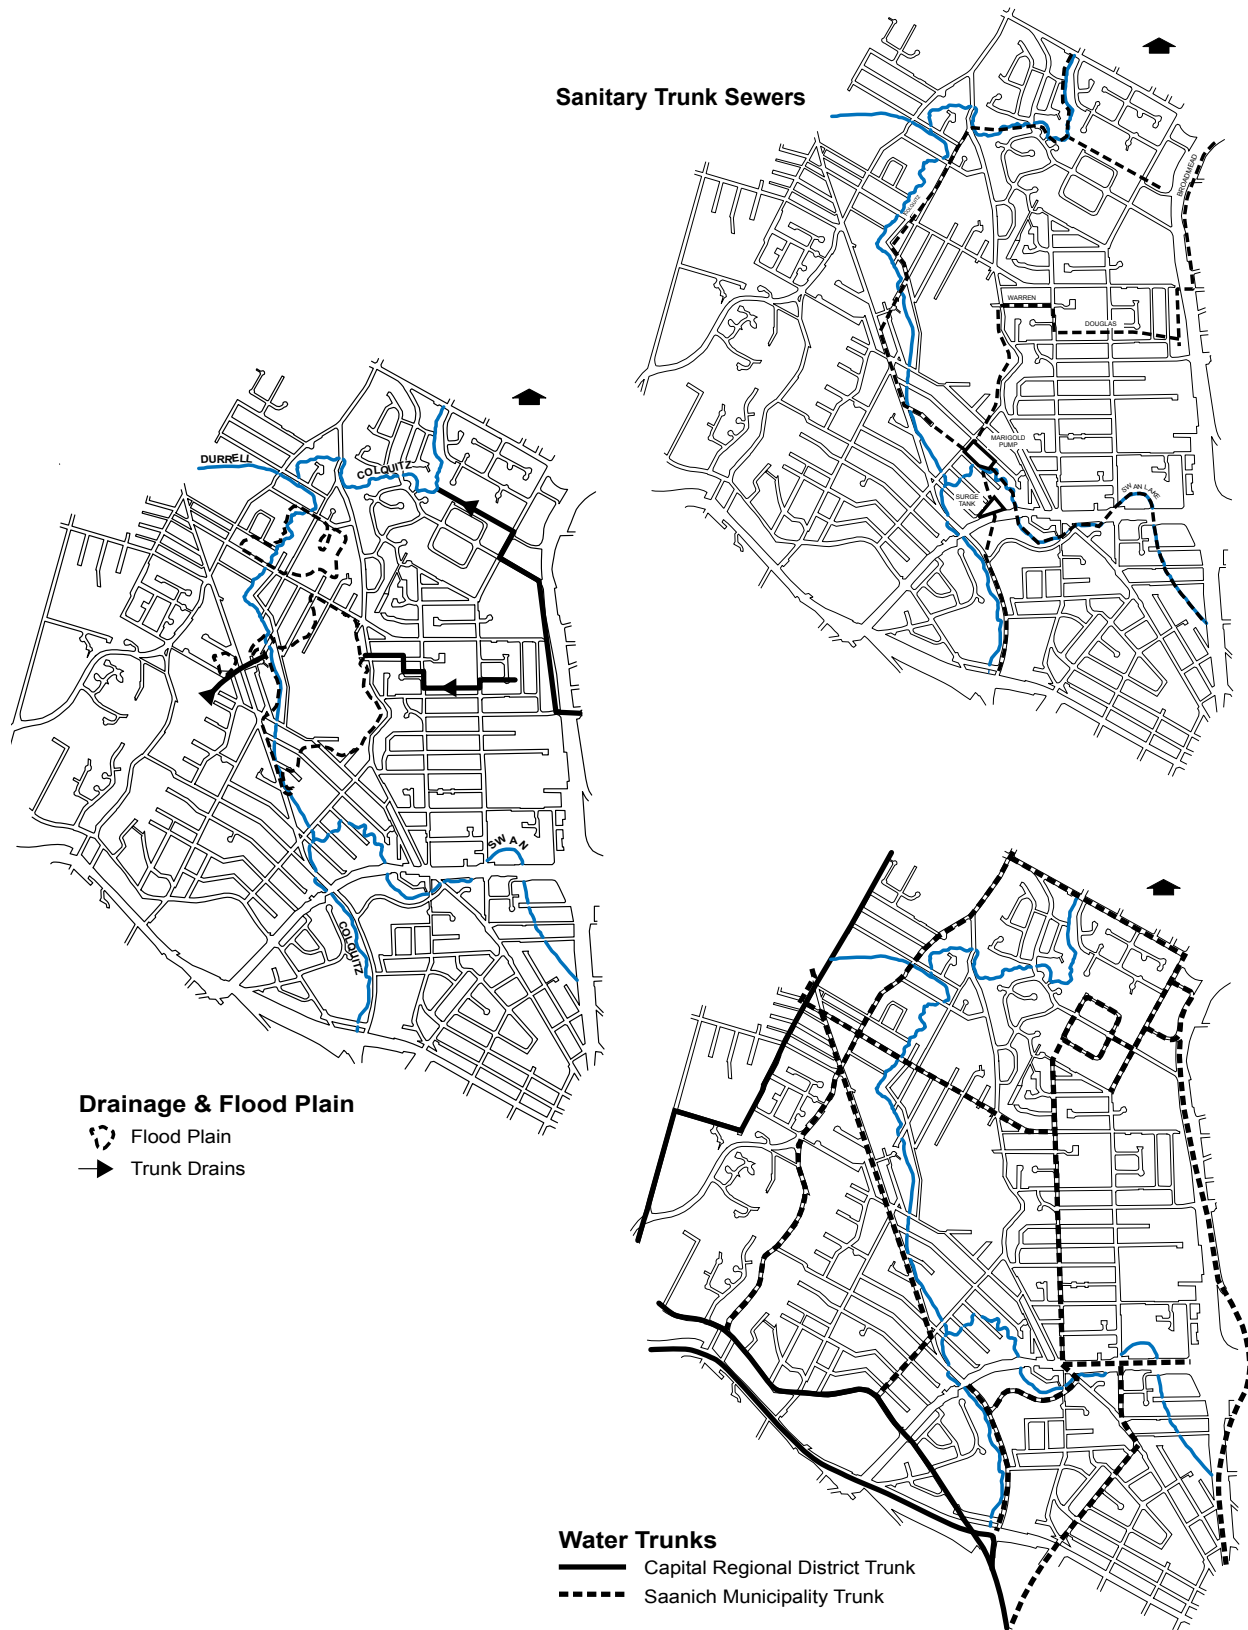 Sanitary Trunk Sewers
BROADMEAD
COLQUITZ
WARREN
DOUGLAS
MARIGOLD
PUMP
SURGE
TANK
SWAN LAKE
DURRELL
COLQUITZ
SWAN
COLQUITZ
Drainage & Flood Plain
Flood Plain
Trunk Drains
Water Trunks
Capital Regional District Trunk
Saanich Municipality Trunk